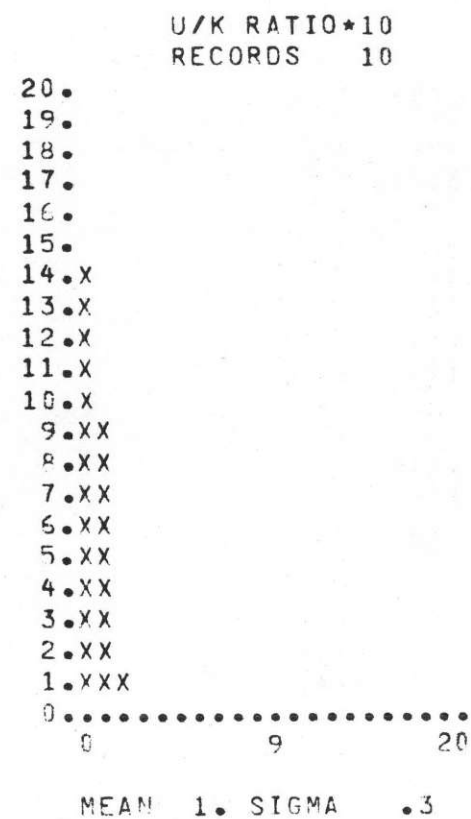 U/K RATIO*10
RECORDS 10
20.
19.
18.
17.
16.
15.
14.X
13.X
12.X
11.X
10.X
9.XX
8.XX
7.XX
6.XX
5.XX
4.XX
3.XX
2.XX
1.XXX
0......................
0 9 20
MEAN 1. SIGMA .3